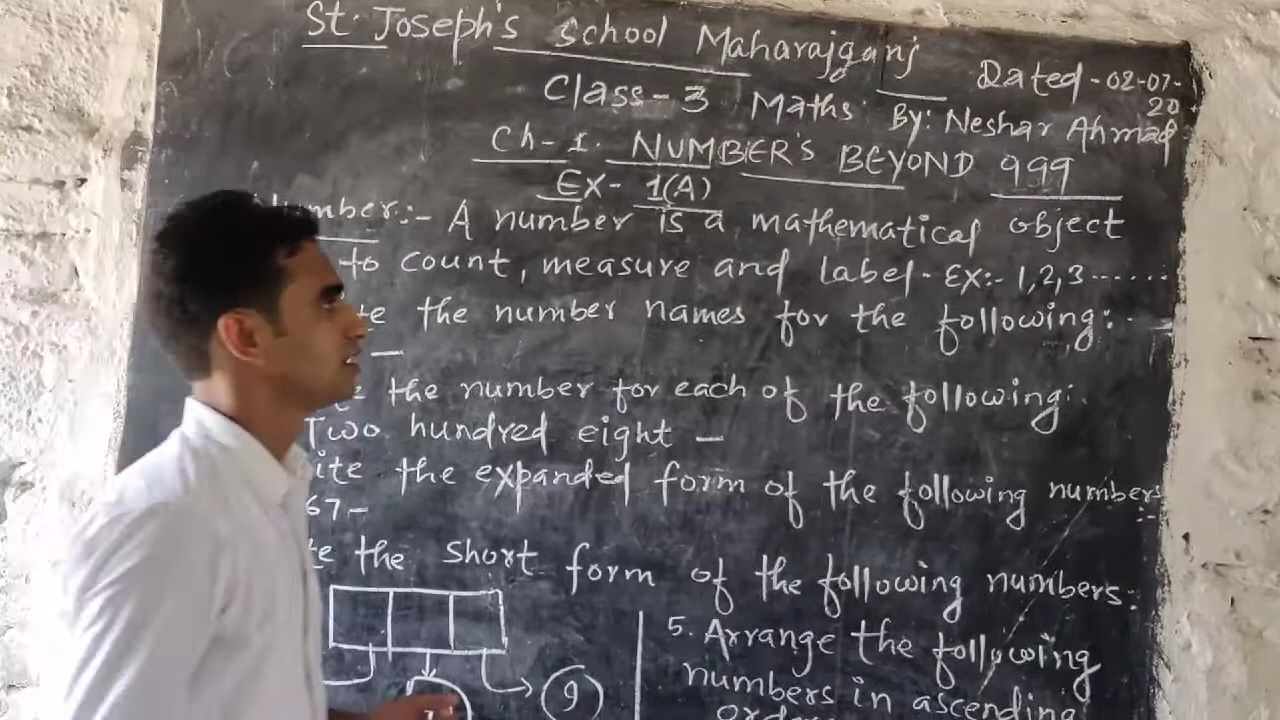 St. Joseph's School Maharajganj
Dated - 02-07-20
Class - 3 Maths By: Neshar Ahmad
Ch-1. NUMBER'S BEYOND 999
EX- 1(A)
Number:- A number is a mathematical object
to count, measure and label. EX:- 1,2,3......
te the number names for the following:
—
te the number for each of the following:
Two hundred eight —
ite the expanded form of the following numbers:-
67-
te the short form of the following numbers:
9
5. Arrange the following
numbers in ascending
order